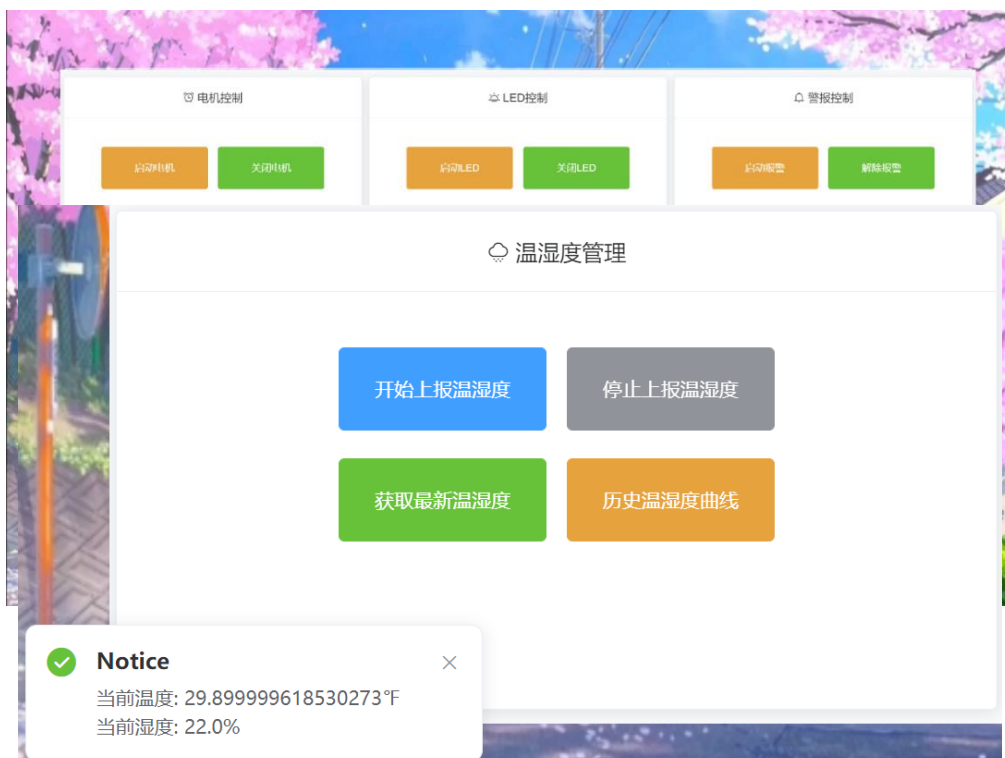 电机控制
LED控制
警报控制
启动电机
关闭电机
启动LED
关闭LED
启动报警
解除报警
温湿度管理
开始上报温湿度
停止上报温湿度
获取最新温湿度
历史温湿度曲线
Notice
当前温度: 29.899999618530273℉
当前湿度: 22.0%